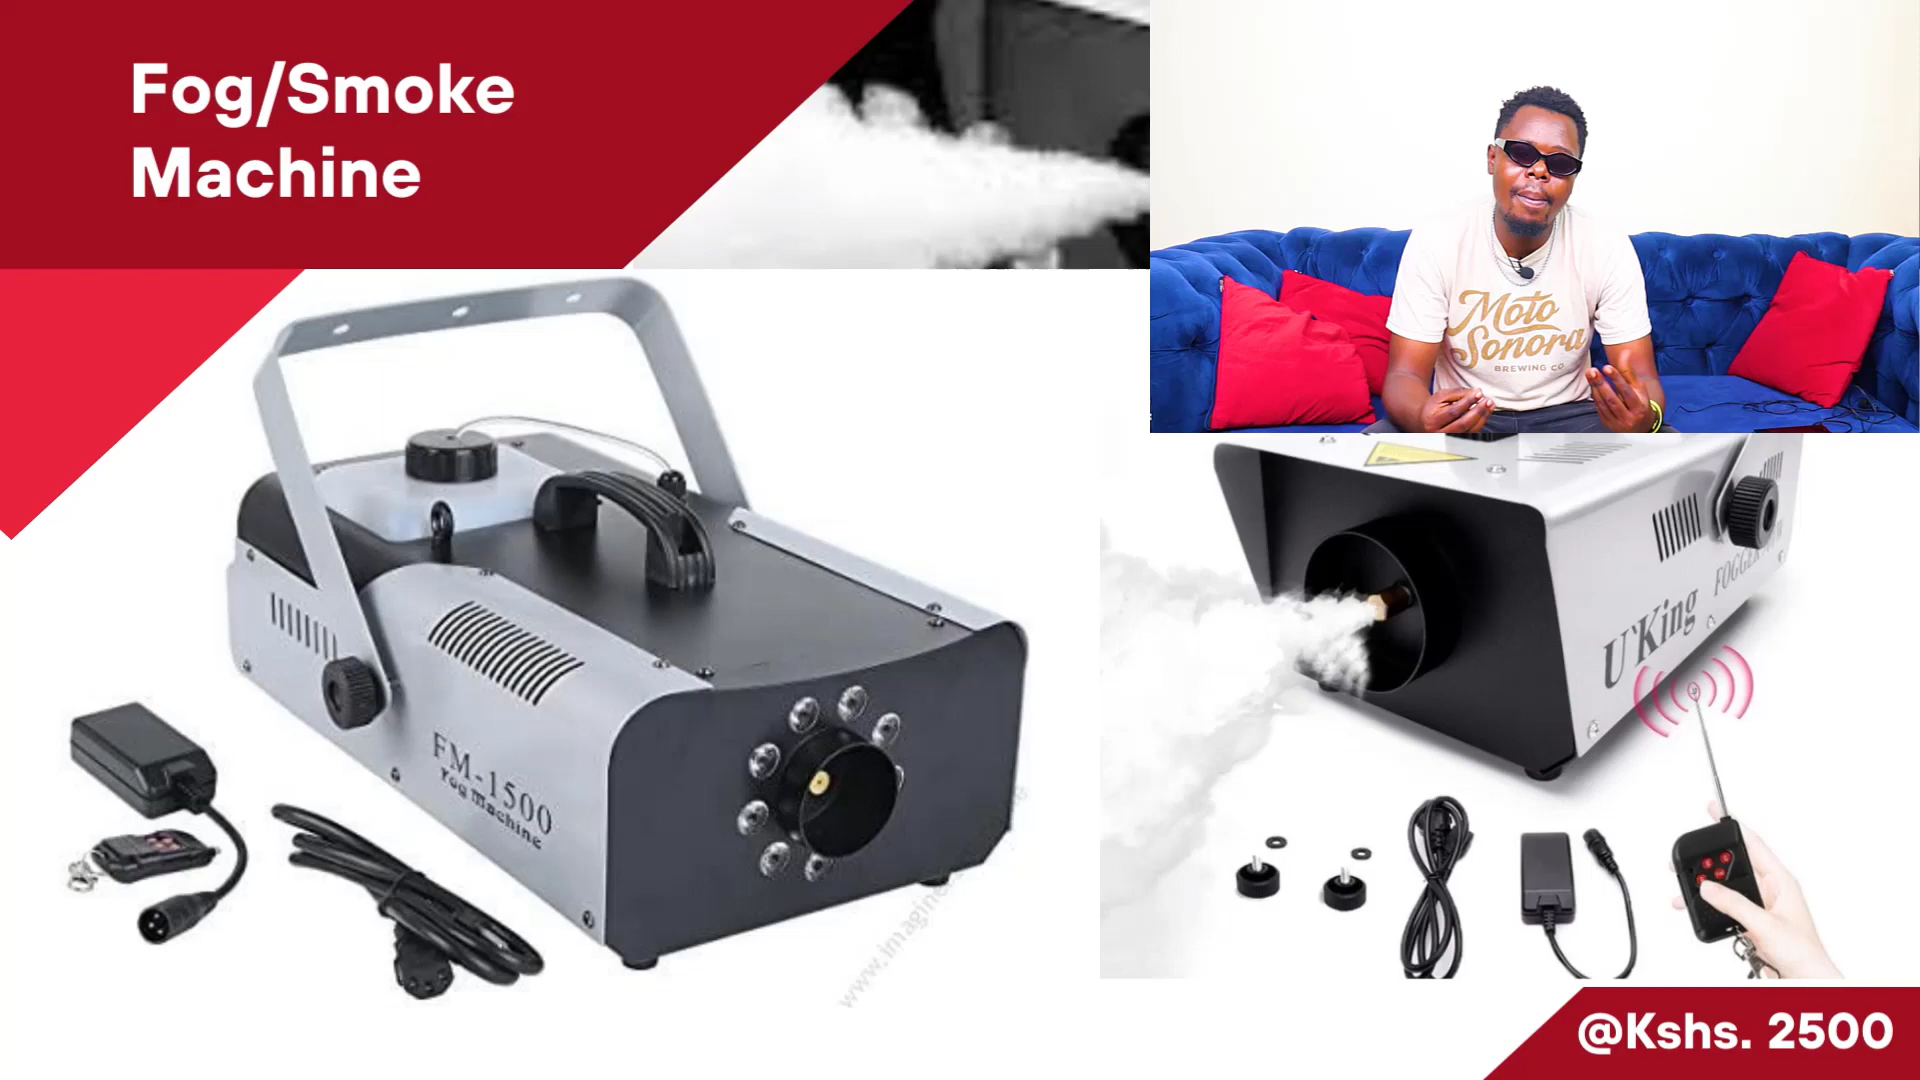 Fog/Smoke
Machine
Moto
Sonora
BREWING CO
FM-1500
Fog Machine
U`King
@Kshs. 2500